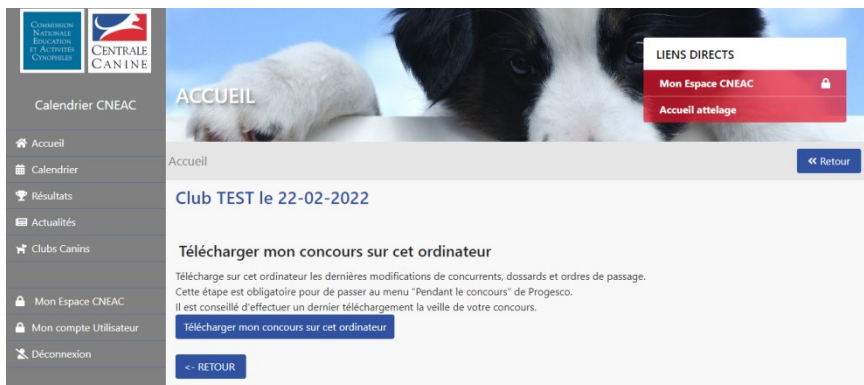 COMMISSION
NATIONALE
EDUCATION
ET ACTIVITÉS
CYNOPHILES
CENTRALE
CANINE
Calendrier CNEAC
Accueil
Calendrier
Résultats
Actualités
Clubs Canins
Mon Espace CNEAC
Mon compte Utilisateur
Déconnexion
ACCUEIL
LIENS DIRECTS
Mon Espace CNEAC
Accueil attelage
Accueil
« Retour
Club TEST le 22-02-2022
Télécharger mon concours sur cet ordinateur
Télécharge sur cet ordinateur les dernières modifications de concurrents, dossards et ordres de passage.
Cette étape est obligatoire pour de passer au menu "Pendant le concours" de Progesco.
Il est conseillé d'effectuer un dernier téléchargement la veille de votre concours.
Télécharger mon concours sur cet ordinateur
<- RETOUR